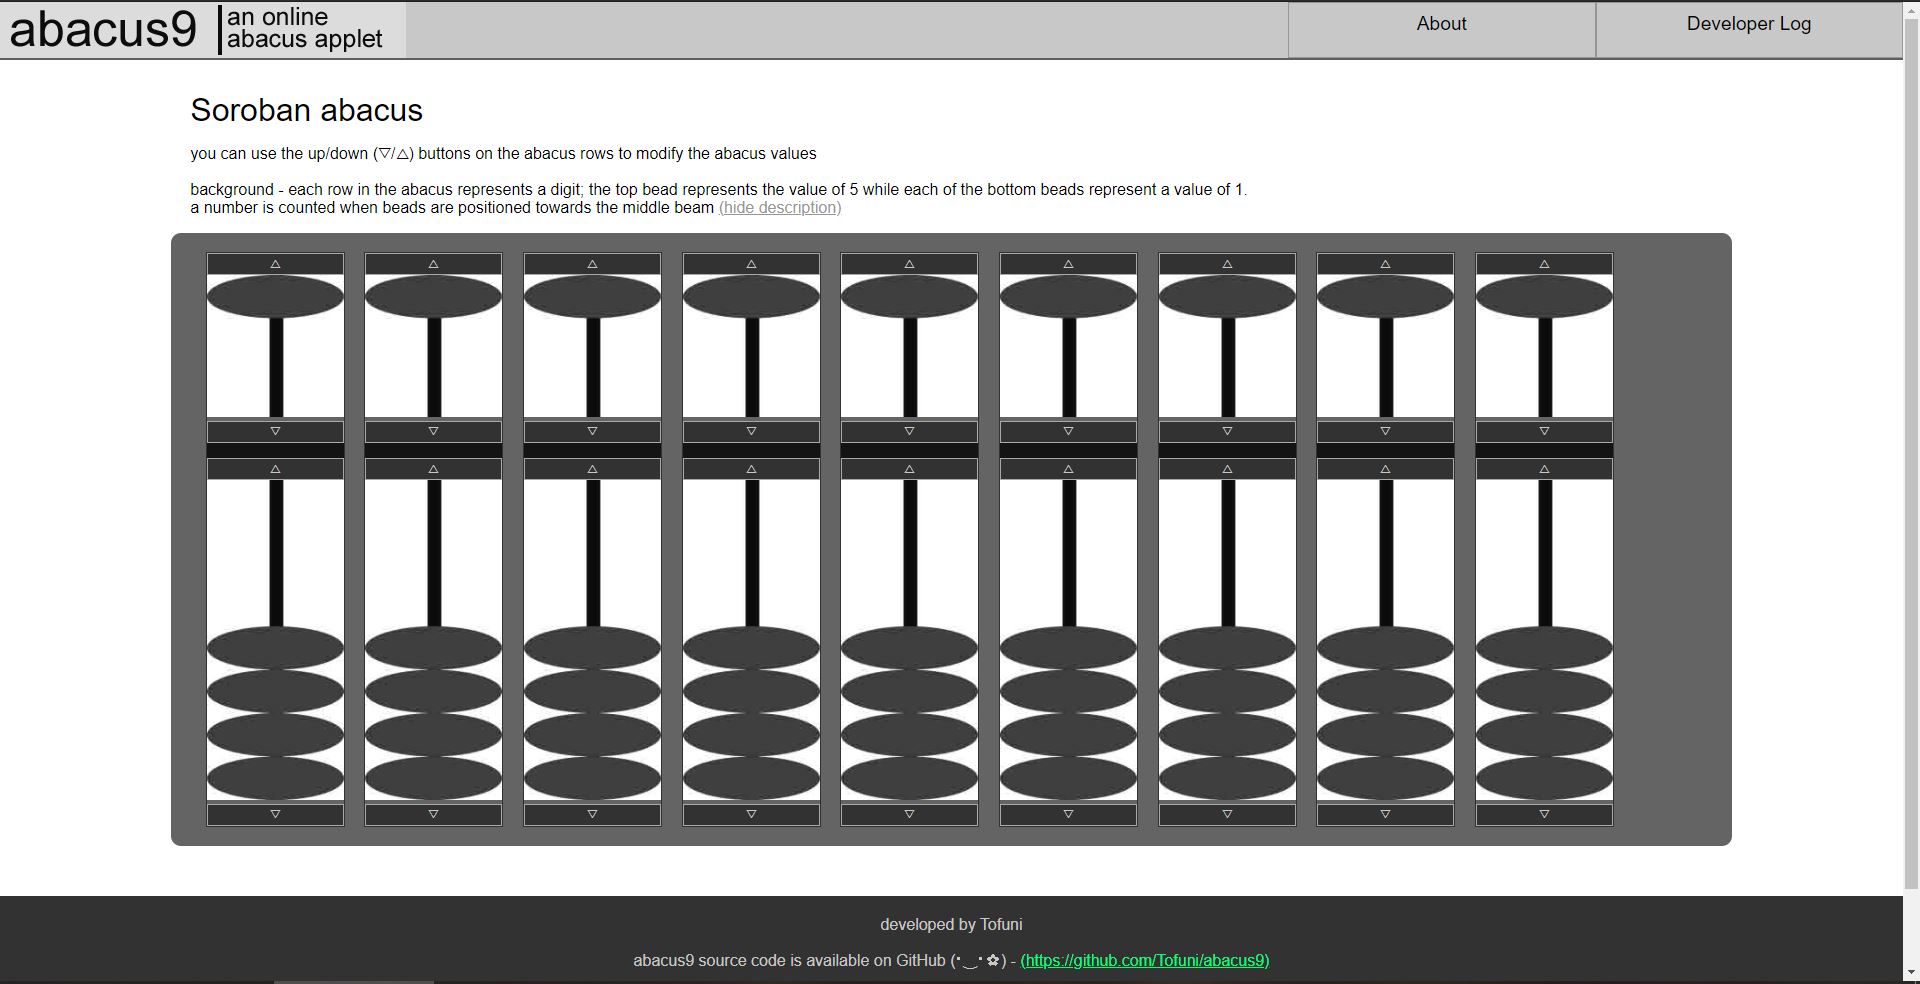 abacus9
an online
abacus applet
About
Developer Log
Soroban abacus
you can use the up/down (▽/△) buttons on the abacus rows to modify the abacus values
background - each row in the abacus represents a digit; the top bead represents the value of 5 while each of the bottom beads represent a value of 1.
a number is counted when beads are positioned towards the middle beam (hide description)
△ △ △ △ △ △ △ △ △
▽ ▽ ▽ ▽ ▽ ▽ ▽ ▽ ▽
△ △ △ △ △ △ △ △ △
▽ ▽ ▽ ▽ ▽ ▽ ▽ ▽ ▽
developed by Tofuni
abacus9 source code is available on GitHub (•‿•✿) - (https://github.com/Tofuni/abacus9)